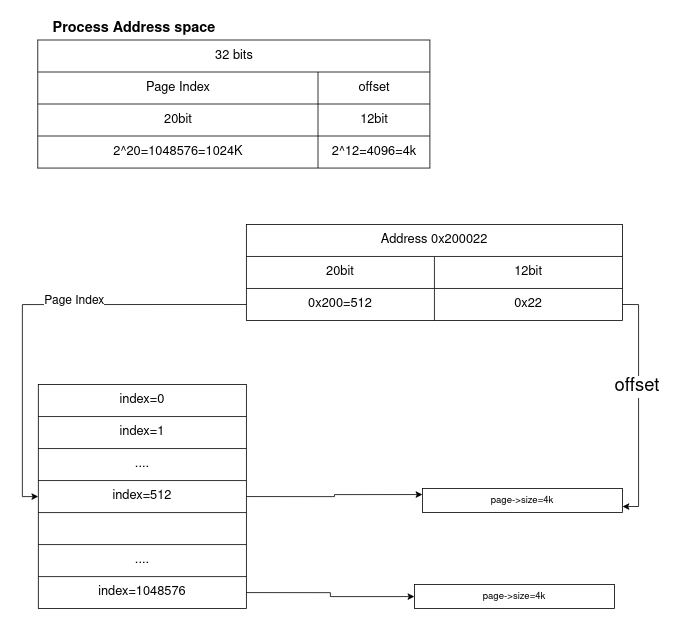 Process Address space
32 bits
Page Index offset
20bit 12bit
2^20=1048576=1024K 2^12=4096=4k
Address 0x200022
20bit 12bit
0x200=512 0x22
Page Index
offset
index=0
index=1
....
index=512
page->size=4k
....
index=1048576
page->size=4k